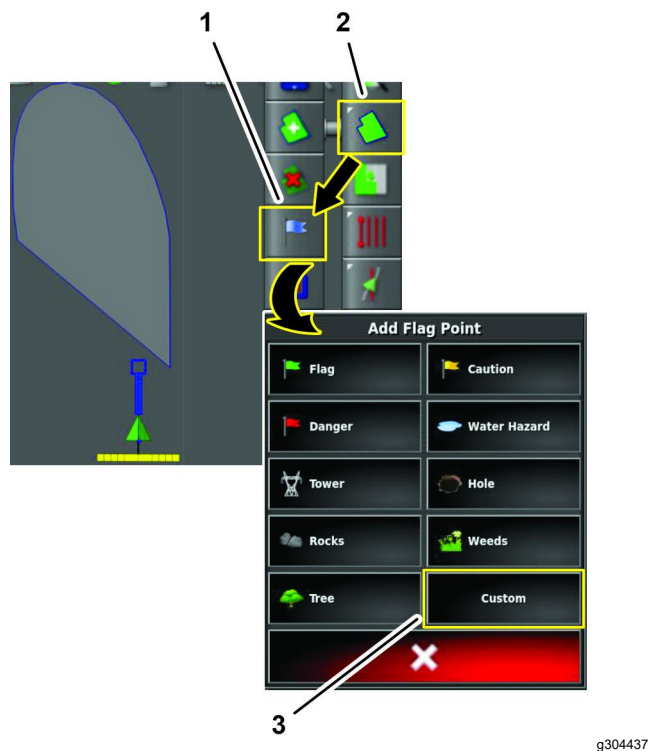 1
2
Add Flag Point
Flag
Caution
Danger
Water Hazard
Tower
Hole
Rocks
Weeds
Tree
Custom
3
g304437